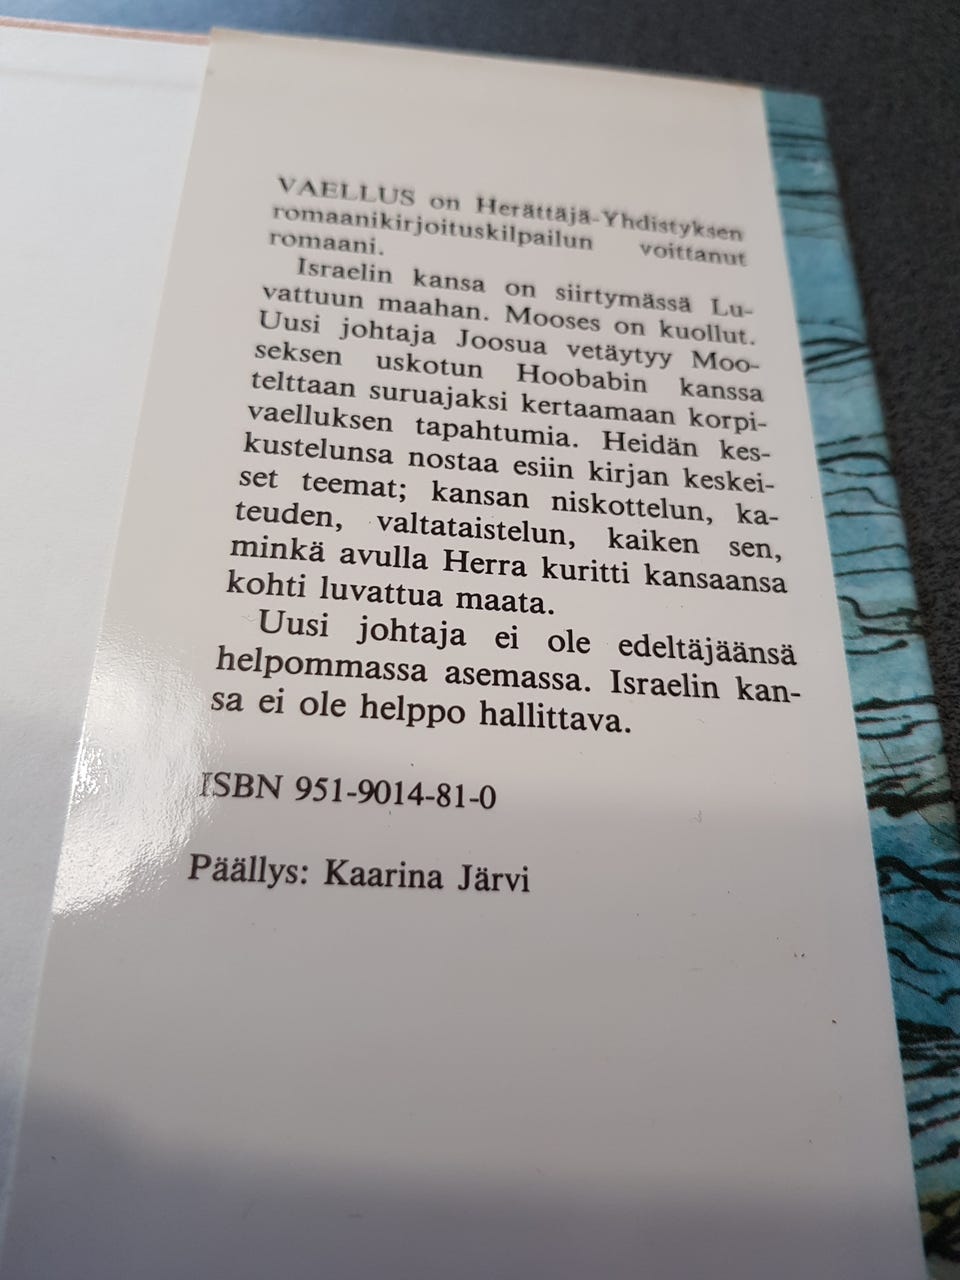 VAELLUS on Herättäjä-Yhdistyksen
romaanikirjoituskilpailun voittanut
romaani.
Israelin kansa on siirtymässä Lu-
vattuun maahan. Mooses on kuollut.
Uusi johtaja Joosua vetäytyy Moo-
seksen uskotun Hoobabin kanssa
telttaan suruajaksi kertaamaan korpi-
vaelluksen tapahtumia. Heidän kes-
kustelunsa nostaa esiin kirjan keskei-
set teemat; kansan niskottelun, ka-
teuden, valtataistelun, kaiken sen,
minkä avulla Herra kuritti kansaansa
kohti luvattua maata.
Uusi johtaja ei ole edeltäjäänsä
helpommassa asemassa. Israelin kan-
sa ei ole helppo hallittava.
ISBN 951-9014-81-0
Päällys: Kaarina Järvi